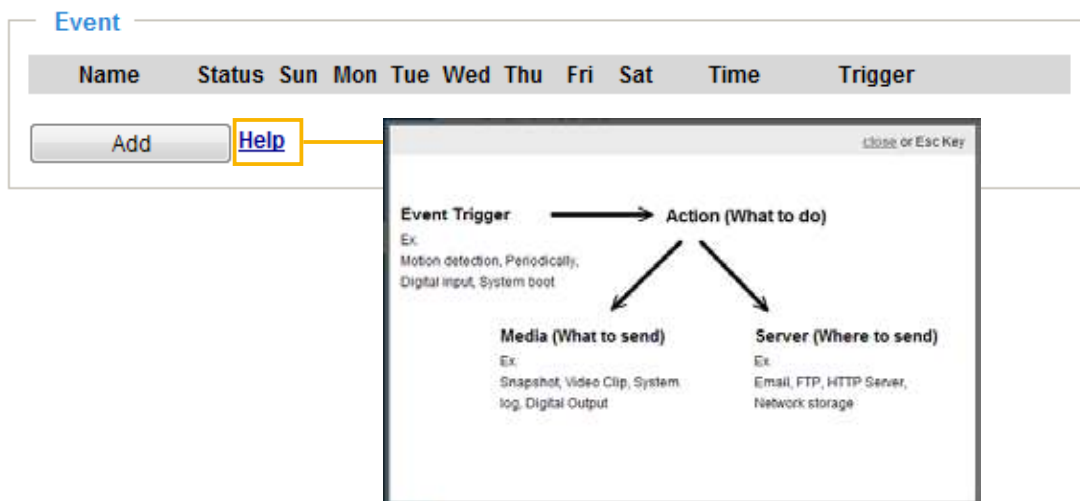 Event
Name Status Sun Mon Tue Wed Thu Fri Sat Time Trigger
Add Help
close or Esc Key
Event Trigger
Action (What to do)
Ex.
Motion detection, Periodically,
Digital input, System boot
Media (What to send)
Ex.
Snapshot, Video Clip, System
log, Digital Output
Server (Where to send)
Ex.
Email, FTP, HTTP Server,
Network storage